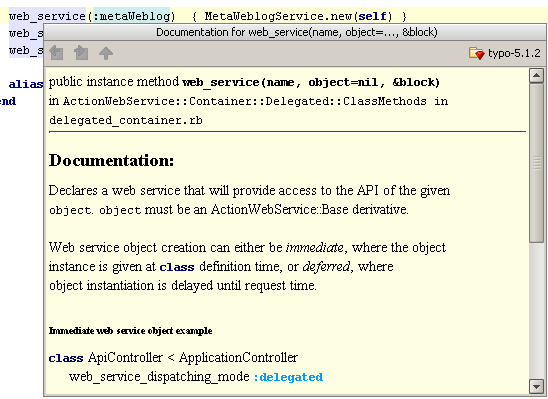 web_service(:metaWeblog) { MetaWeblogService.new(self) }
web_s
web_s
alias
end
Documentation for web_service(name, object=..., &block)
typo-5.1.2
public instance method web_service(name, object=nil, &block)
in ActionWebService::Container::Delegated::ClassMethods in
delegated_container.rb
Documentation:
Declares a web service that will provide access to the API of the given
object. object must be an ActionWebService::Base derivative.
Web service object creation can either be immediate, where the object
instance is given at class definition time, or deferred, where
object instantiation is delayed until request time.
Immediate web service object example
class ApiController < ApplicationController
web_service_dispatching_mode :delegated